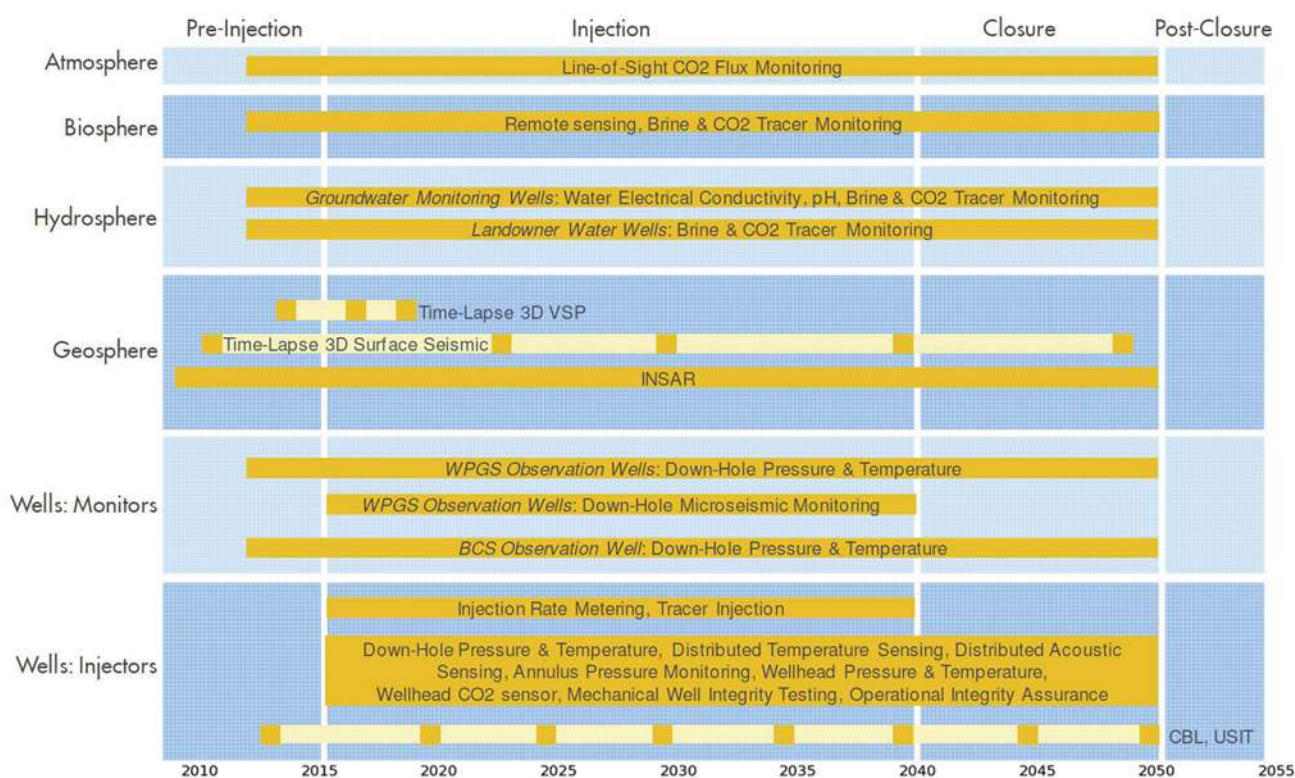 Pre-Injection Injection Closure Post-Closure
Atmosphere
Line-of-Sight CO2 Flux Monitoring
Biosphere
Remote sensing, Brine & CO2 Tracer Monitoring
Hydrosphere
Groundwater Monitoring Wells: Water Electrical Conductivity, pH, Brine & CO2 Tracer Monitoring
Landowner Water Wells: Brine & CO2 Tracer Monitoring
Geosphere
Time-Lapse 3D VSP
Time-Lapse 3D Surface Seismic
INSAR
Wells: Monitors
WPGS Observation Wells: Down-Hole Pressure & Temperature
WPGS Observation Wells: Down-Hole Microseismic Monitoring
BCS Observation Well: Down-Hole Pressure & Temperature
Wells: Injectors
Injection Rate Metering, Tracer Injection
Down-Hole Pressure & Temperature, Distributed Temperature Sensing, Distributed Acoustic
Sensing, Annulus Pressure Monitoring, Wellhead Pressure & Temperature,
Wellhead CO2 sensor, Mechanical Well Integrity Testing, Operational Integrity Assurance
CBL, USIT
2010 2015 2020 2025 2030 2035 2040 2045 2050 2055